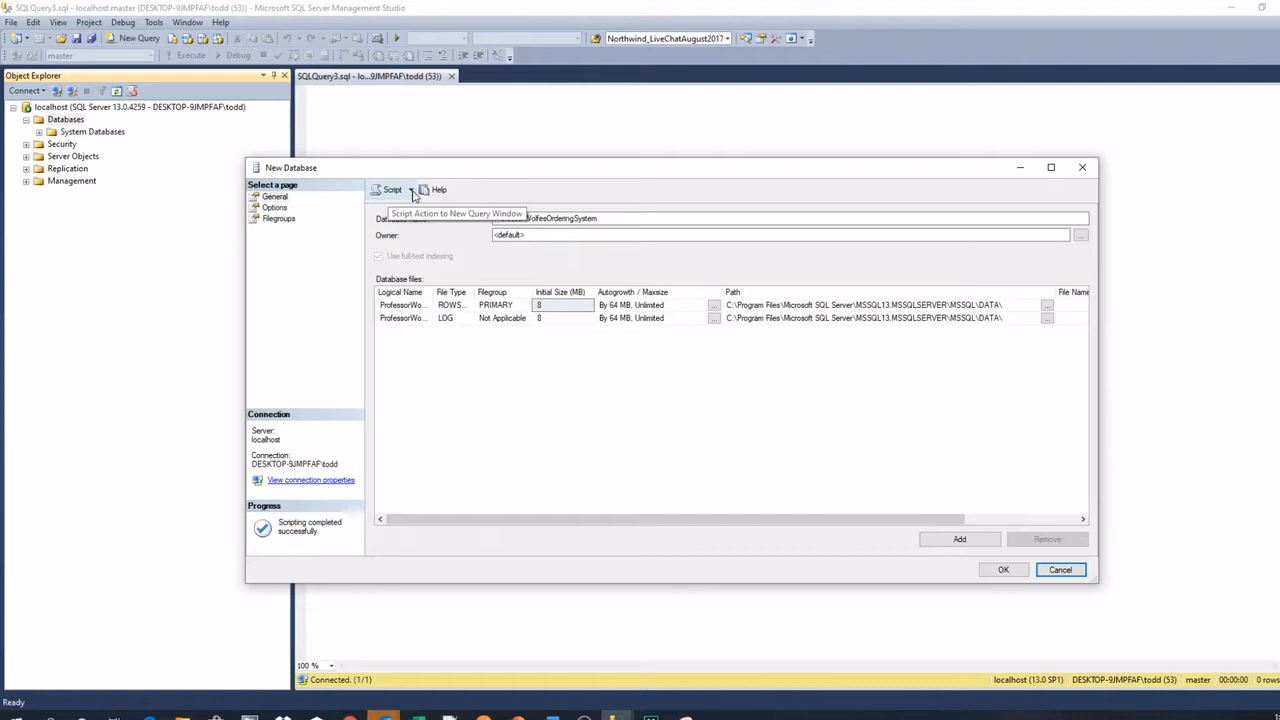 SQLQuery3.sql - localhost.master (DESKTOP-9JMPFAF\todd (53)) - Microsoft SQL Server Management Studio
File Edit View Project Debug Tools Window Help
New Query Northwind_LiveChatAugust2017
master Execute Debug
Object Explorer
SQLQuery3.sql - lo...9JMPFAF\todd (53))
Connect
localhost (SQL Server 13.0.4259 - DESKTOP-9JMPFAF\todd)
Databases
System Databases
Security
Server Objects
Replication
Management
New Database
Select a page
General
Options
Filegroups
Script Help
Script Action to New Query Window
WolfesOrderingSystem
Owner: <default>
Use full-text indexing
Database files:
Logical Name File Type Filegroup Initial Size (MB) Autogrowth / Maxsize Path File Name
ProfessorWo... ROWS... PRIMARY 8 By 64 MB, Unlimited ... C:\Program Files\Microsoft SQL Server\MSSQL13.MSSQLSERVER\MSSQL\DATA\ ...
ProfessorWo... LOG Not Applicable 8 By 64 MB, Unlimited ... C:\Program Files\Microsoft SQL Server\MSSQL13.MSSQLSERVER\MSSQL\DATA\ ...
Connection
Server:
localhost
Connection:
DESKTOP-9JMPFAF\todd
View connection properties
Progress
Scripting completed
successfully.
Add Remove
OK Cancel
100 %
Connected. (1/1) localhost (13.0 SP1) DESKTOP-9JMPFAF\todd (53) master 00:00:00 0 rows
Ready